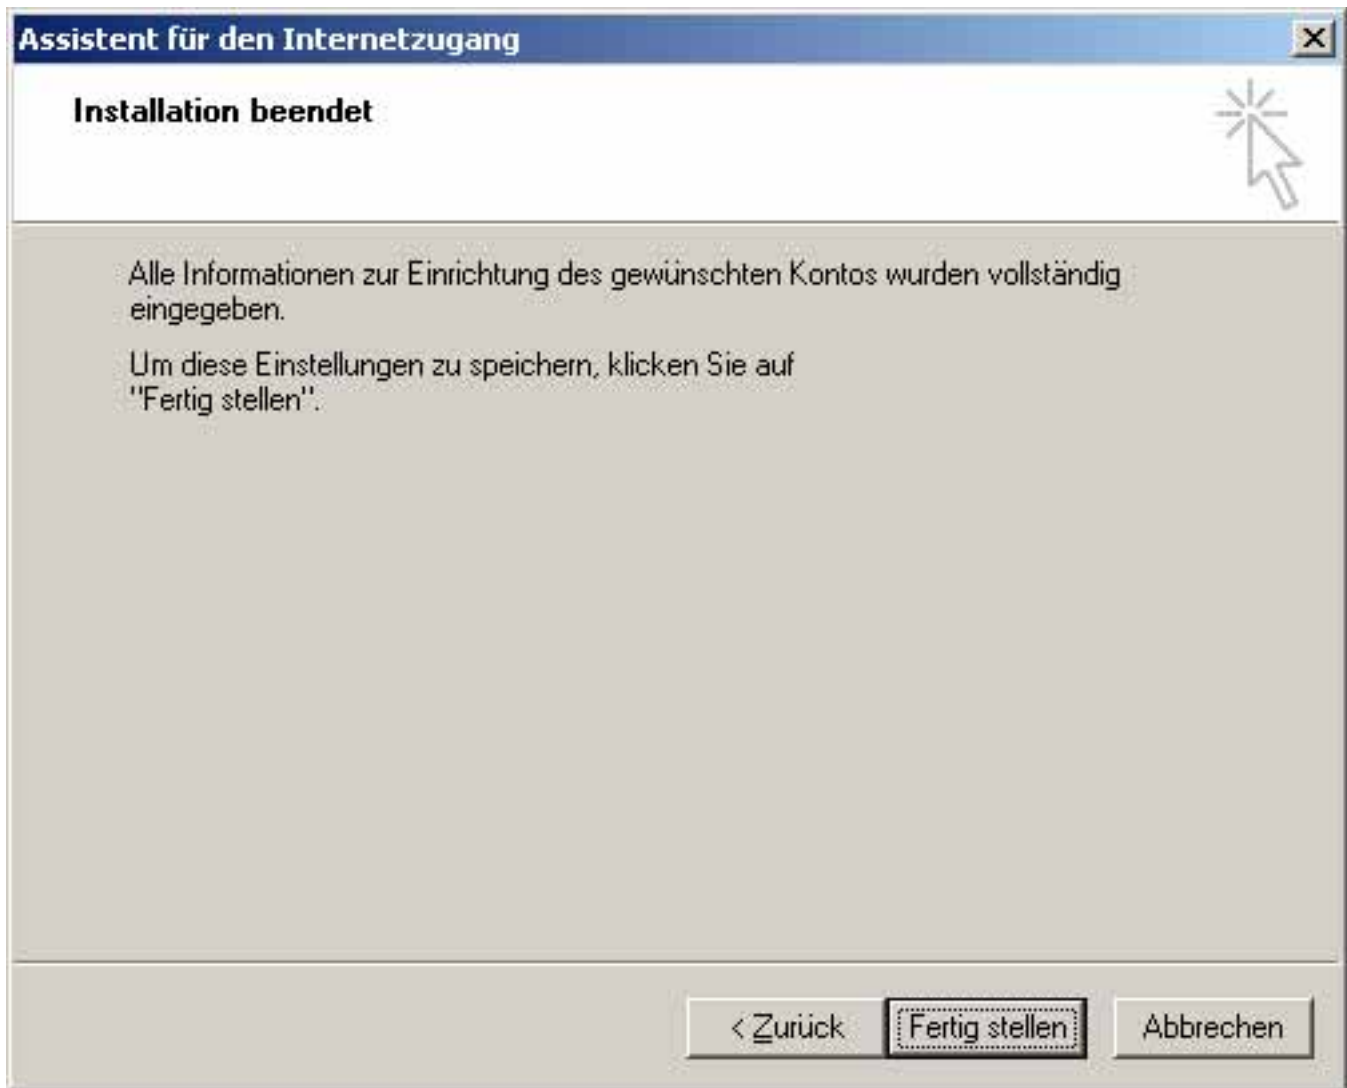 Assistent für den Internetzugang
Installation beendet
Alle Informationen zur Einrichtung des gewünschten Kontos wurden vollständig
eingegeben.
Um diese Einstellungen zu speichern, klicken Sie auf
"Fertig stellen".
< Zurück Fertig stellen Abbrechen